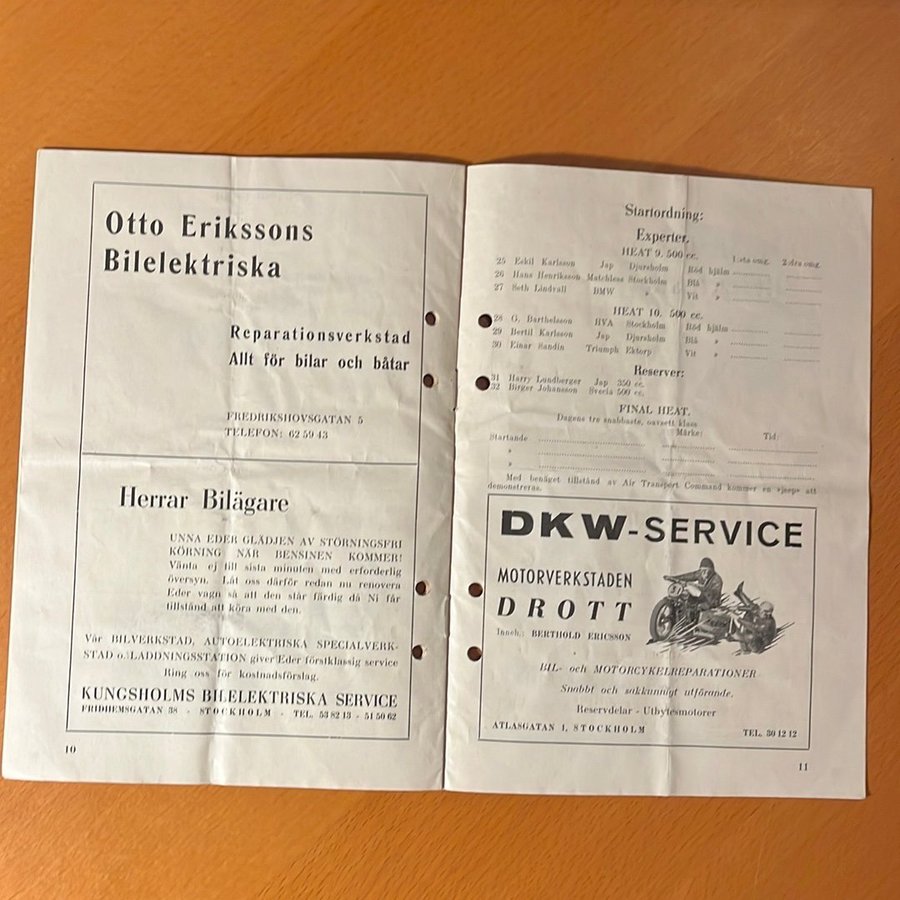 Otto Erikssons
Bilelektriska
Reparationsverkstad
Allt för bilar och båtar
FREDRIKSHOVSGATAN 5
TELEFON: 62 59 43
Herrar Bilägare
UNNA EDER GLÄDJEN AV STÖRNINGSFRI
KÖRNING NÄR BENSINEN KOMMER!
Vänta ej till sista minuten med erforderlig
översyn. Låt oss därför redan nu renovera
Eder vagn så att den står färdig då Ni får
tillstånd att köra med den.
Vår BILVERKSTAD, AUTOELEKTRISKA SPECIALVERK-
STAD o. LADDNINGSSTATION giver Eder förstklassig service
Ring oss för kostnadsförslag.
KUNGSHOLMS BILELEKTRISKA SERVICE
FRIDHEMSGATAN 38 - STOCKHOLM - TEL. 53 82 13 - 51 50 62
10
Startordning:
Experter.
HEAT 9. 500 cc. 1:sta omg. 2:dra omg.
25 Eskil Karlsson Jap Djursholm Röd hjälm
26 Hans Henriksson Matchless Stockholm Blå »
27 Seth Lindvall BMW » Vit »
HEAT 10. 500 cc.
28 G. Barthelsson HVA Stockholm Röd hjälm
29 Bertil Karlsson Jap Djursholm Blå »
30 Einar Sandin Triumph Ektorp Vit »
Reserver:
31 Harry Lundberger Jap 350 cc.
32 Birger Johansson Svecia 500 cc.
FINAL HEAT.
Dagens tre snabbaste, oavsett klass
Startande Märke: Tid:
»
»
Med benäget tillstånd av Air Transport Command kommer en »jeep» att
demonstreras.
DKW-SERVICE
MOTORVERKSTADEN
DROTT
Inneh.: BERTHOLD ERICSSON
BIL- och MOTORCYKELREPARATIONER
Snabbt och sakkunnigt utförande.
Reservdelar - Utbytesmotorer
ATLASGATAN 1, STOCKHOLM TEL. 30 12 12
11